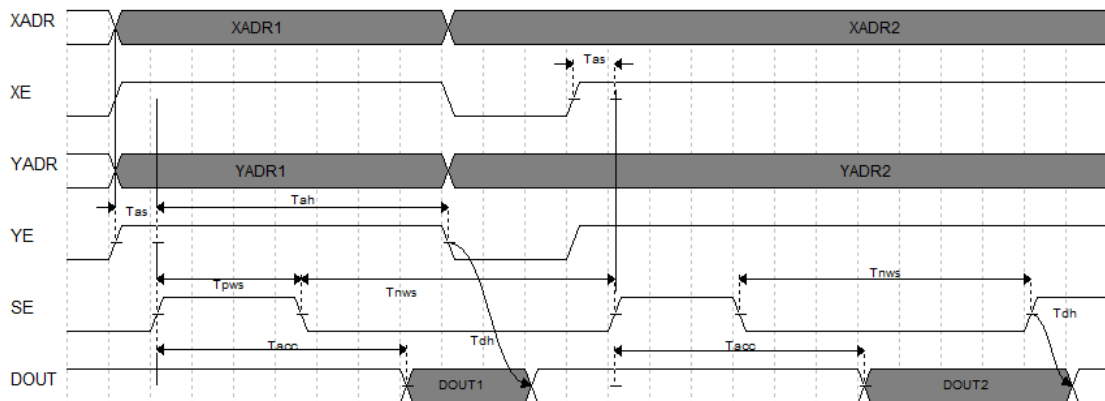 XADR XADR1 XADR2
Tas
XE
YADR YADR1 YADR2
Tas Tah
YE
Tpws Tnws Tnws
SE
Tacc Tdh Tacc Tdh
DOUT DOUT1 DOUT2